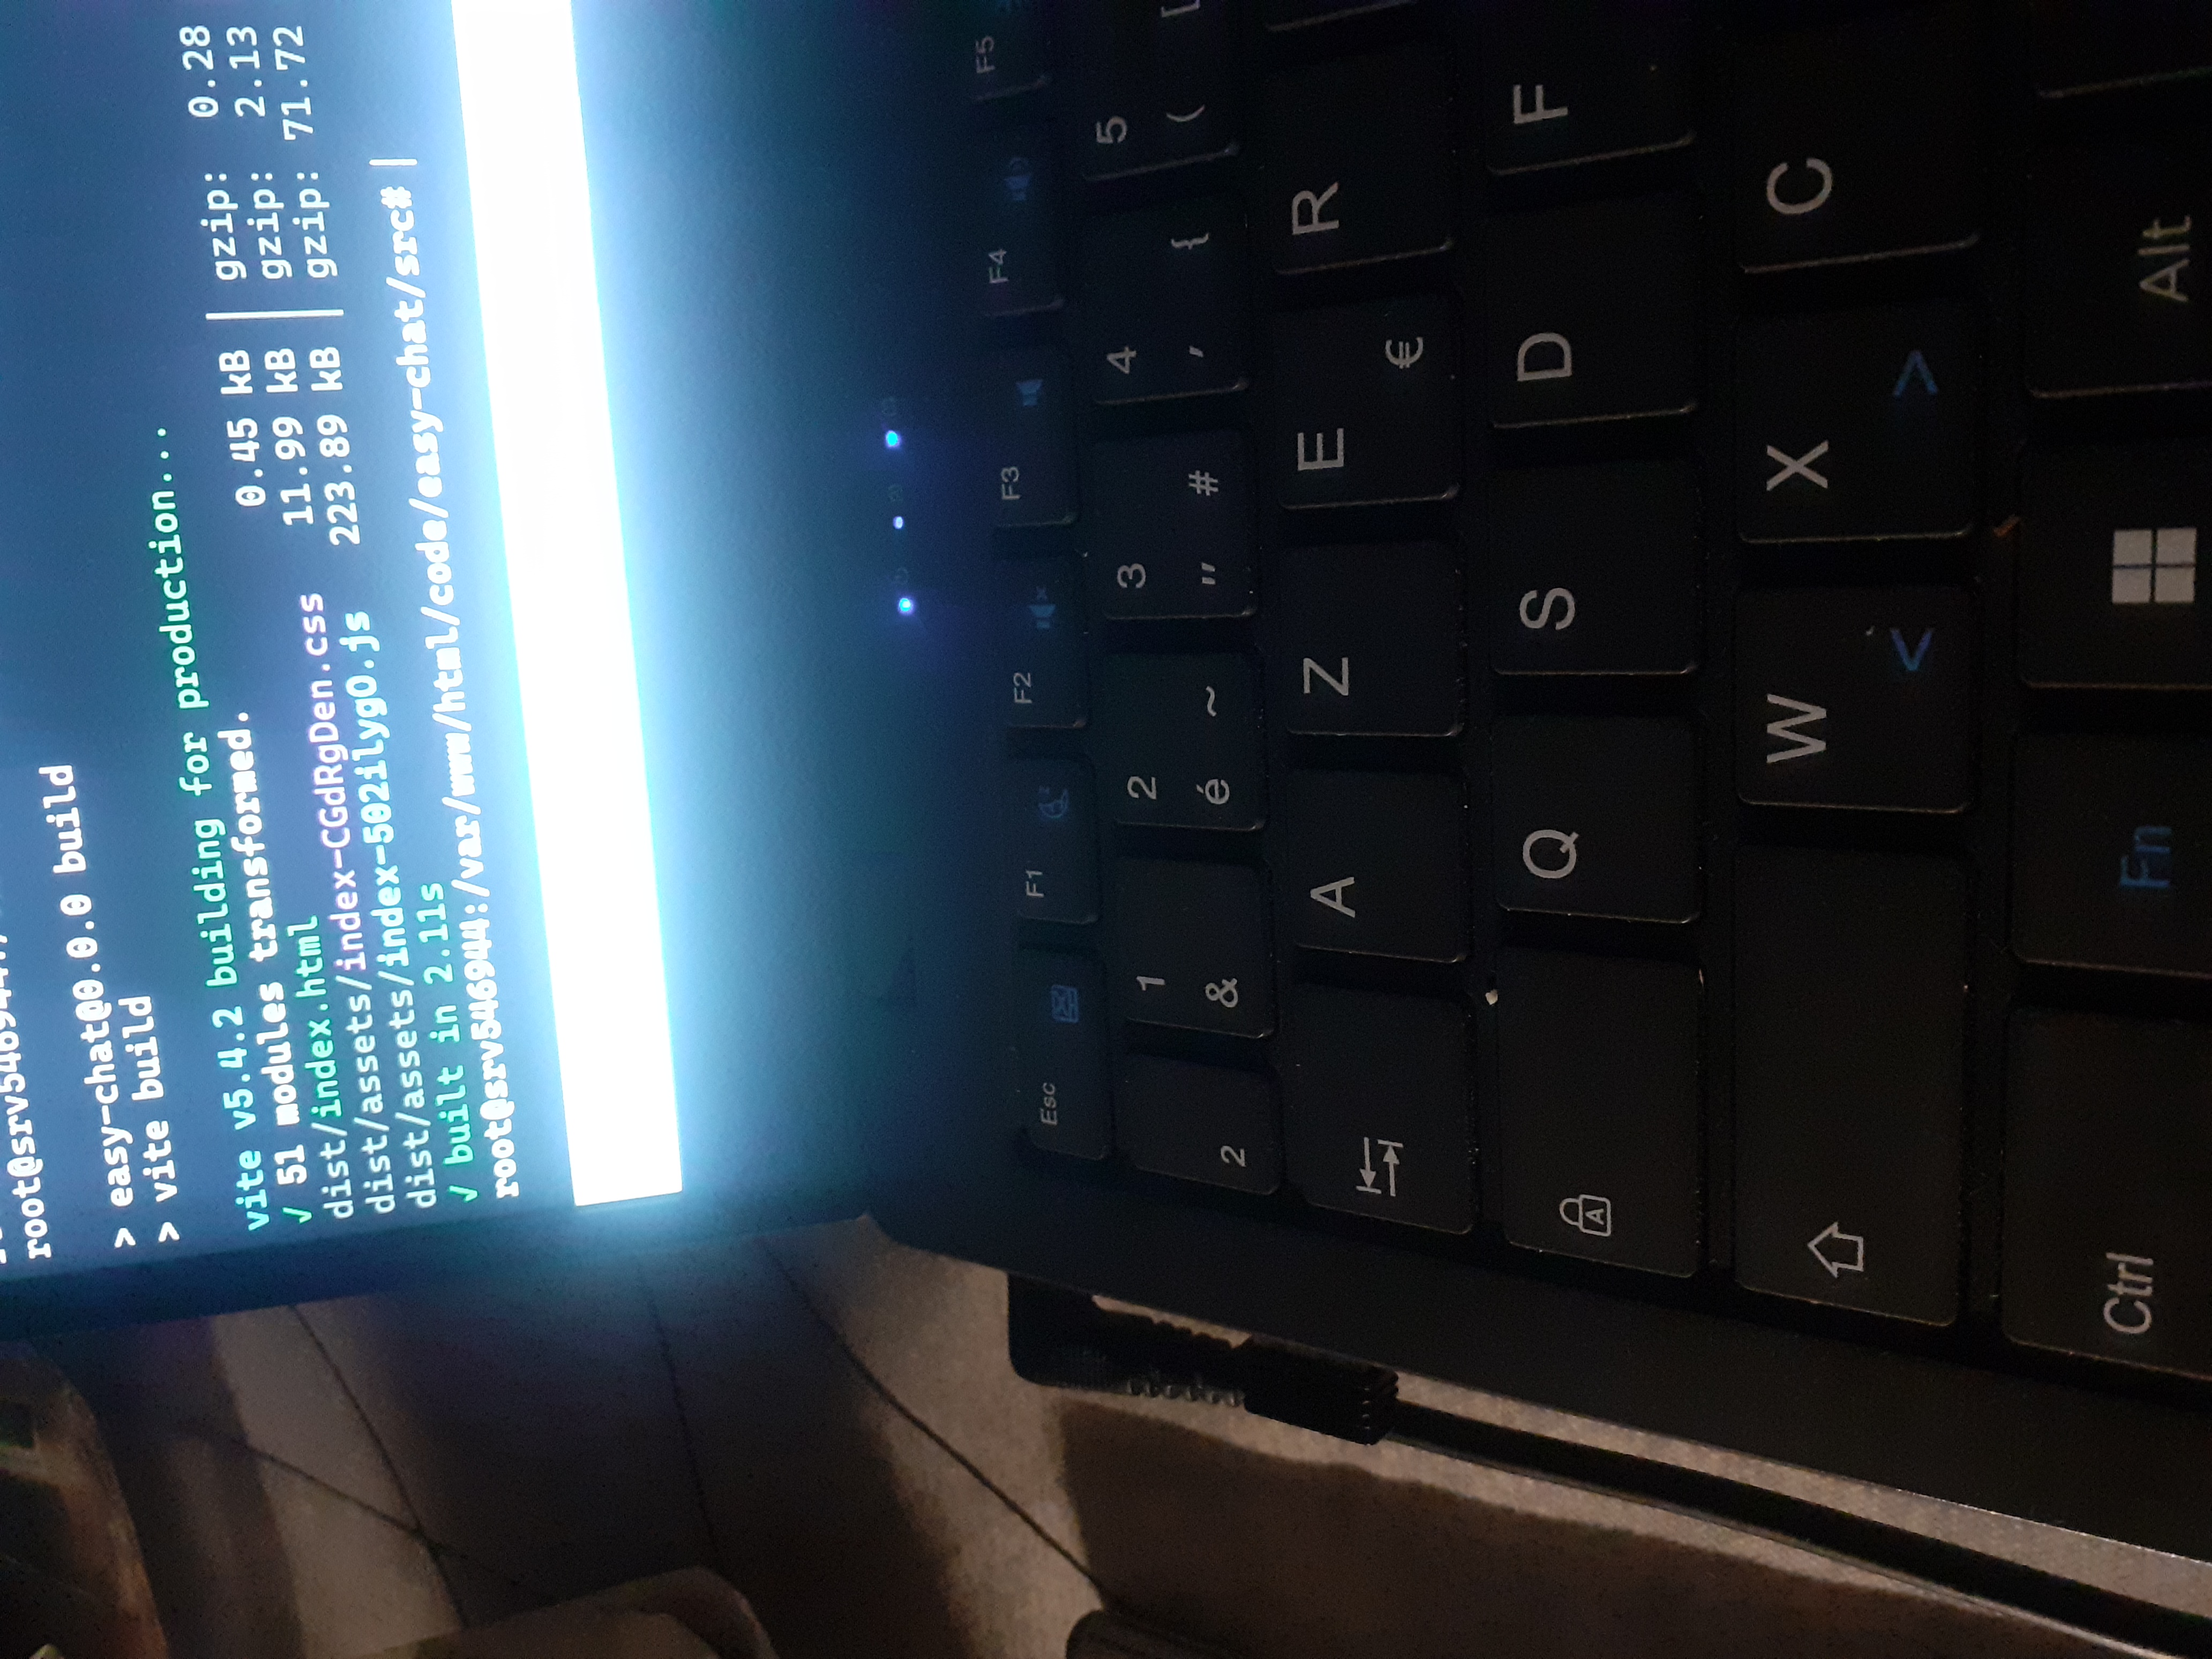 root@srv546944:/
> easy-chat@0.0.0 build
> vite build
vite v5.4.2 building for production...
✓ 51 modules transformed.
dist/index.html 0.45 kB | gzip: 0.28
dist/assets/index-CGdRgDen.css 11.99 kB | gzip: 2.13
dist/assets/index-502ilygO.js 223.89 kB | gzip: 71.72
✓ built in 2.11s
root@srv546944:/var/www/html/code/easy-chat/src#
Esc F1 F2 F3 F4 F5
2 1 & 2 é ~ 3 " # 4 ' { 5 ( [
A Z E € R
A Q S D F
W < X > C
Ctrl Fn Alt